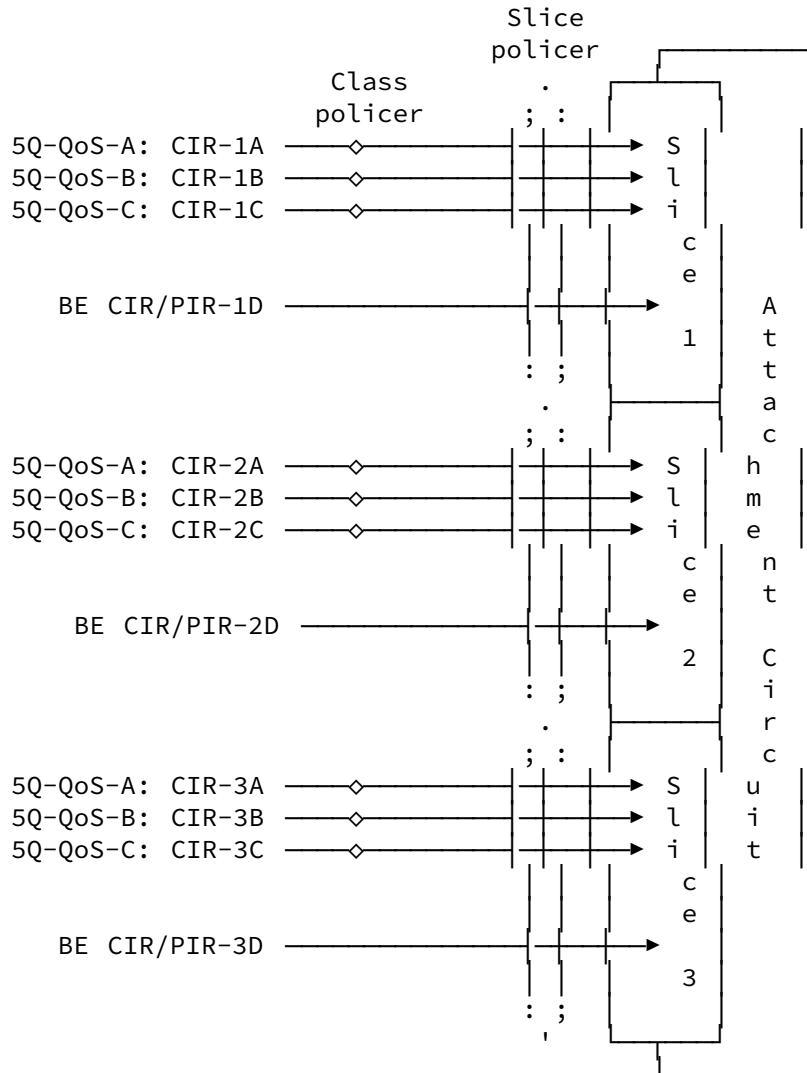 Slice
policer
Class
policer
5Q-QoS-A: CIR-1A
5Q-QoS-B: CIR-1B
5Q-QoS-C: CIR-1C
BE CIR/PIR-1D
Slice 1
5Q-QoS-A: CIR-2A
5Q-QoS-B: CIR-2B
5Q-QoS-C: CIR-2C
BE CIR/PIR-2D
Slice 2
5Q-QoS-A: CIR-3A
5Q-QoS-B: CIR-3B
5Q-QoS-C: CIR-3C
BE CIR/PIR-3D
Slice 3
Attachment Circuit